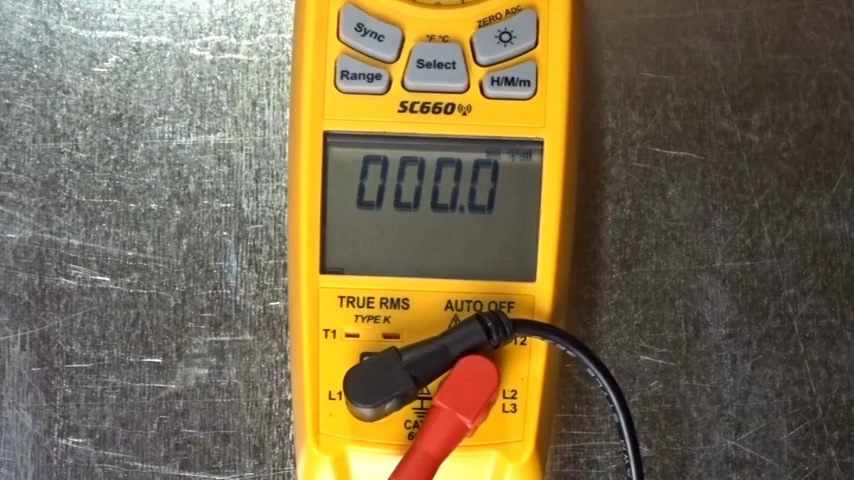 ZERO ADC
Sync
°F °C
Select
Range
H/M/m
SC660
000.0
TRUE RMS
AUTO OFF
TYPE K
T1
T2
L1
L2
L3